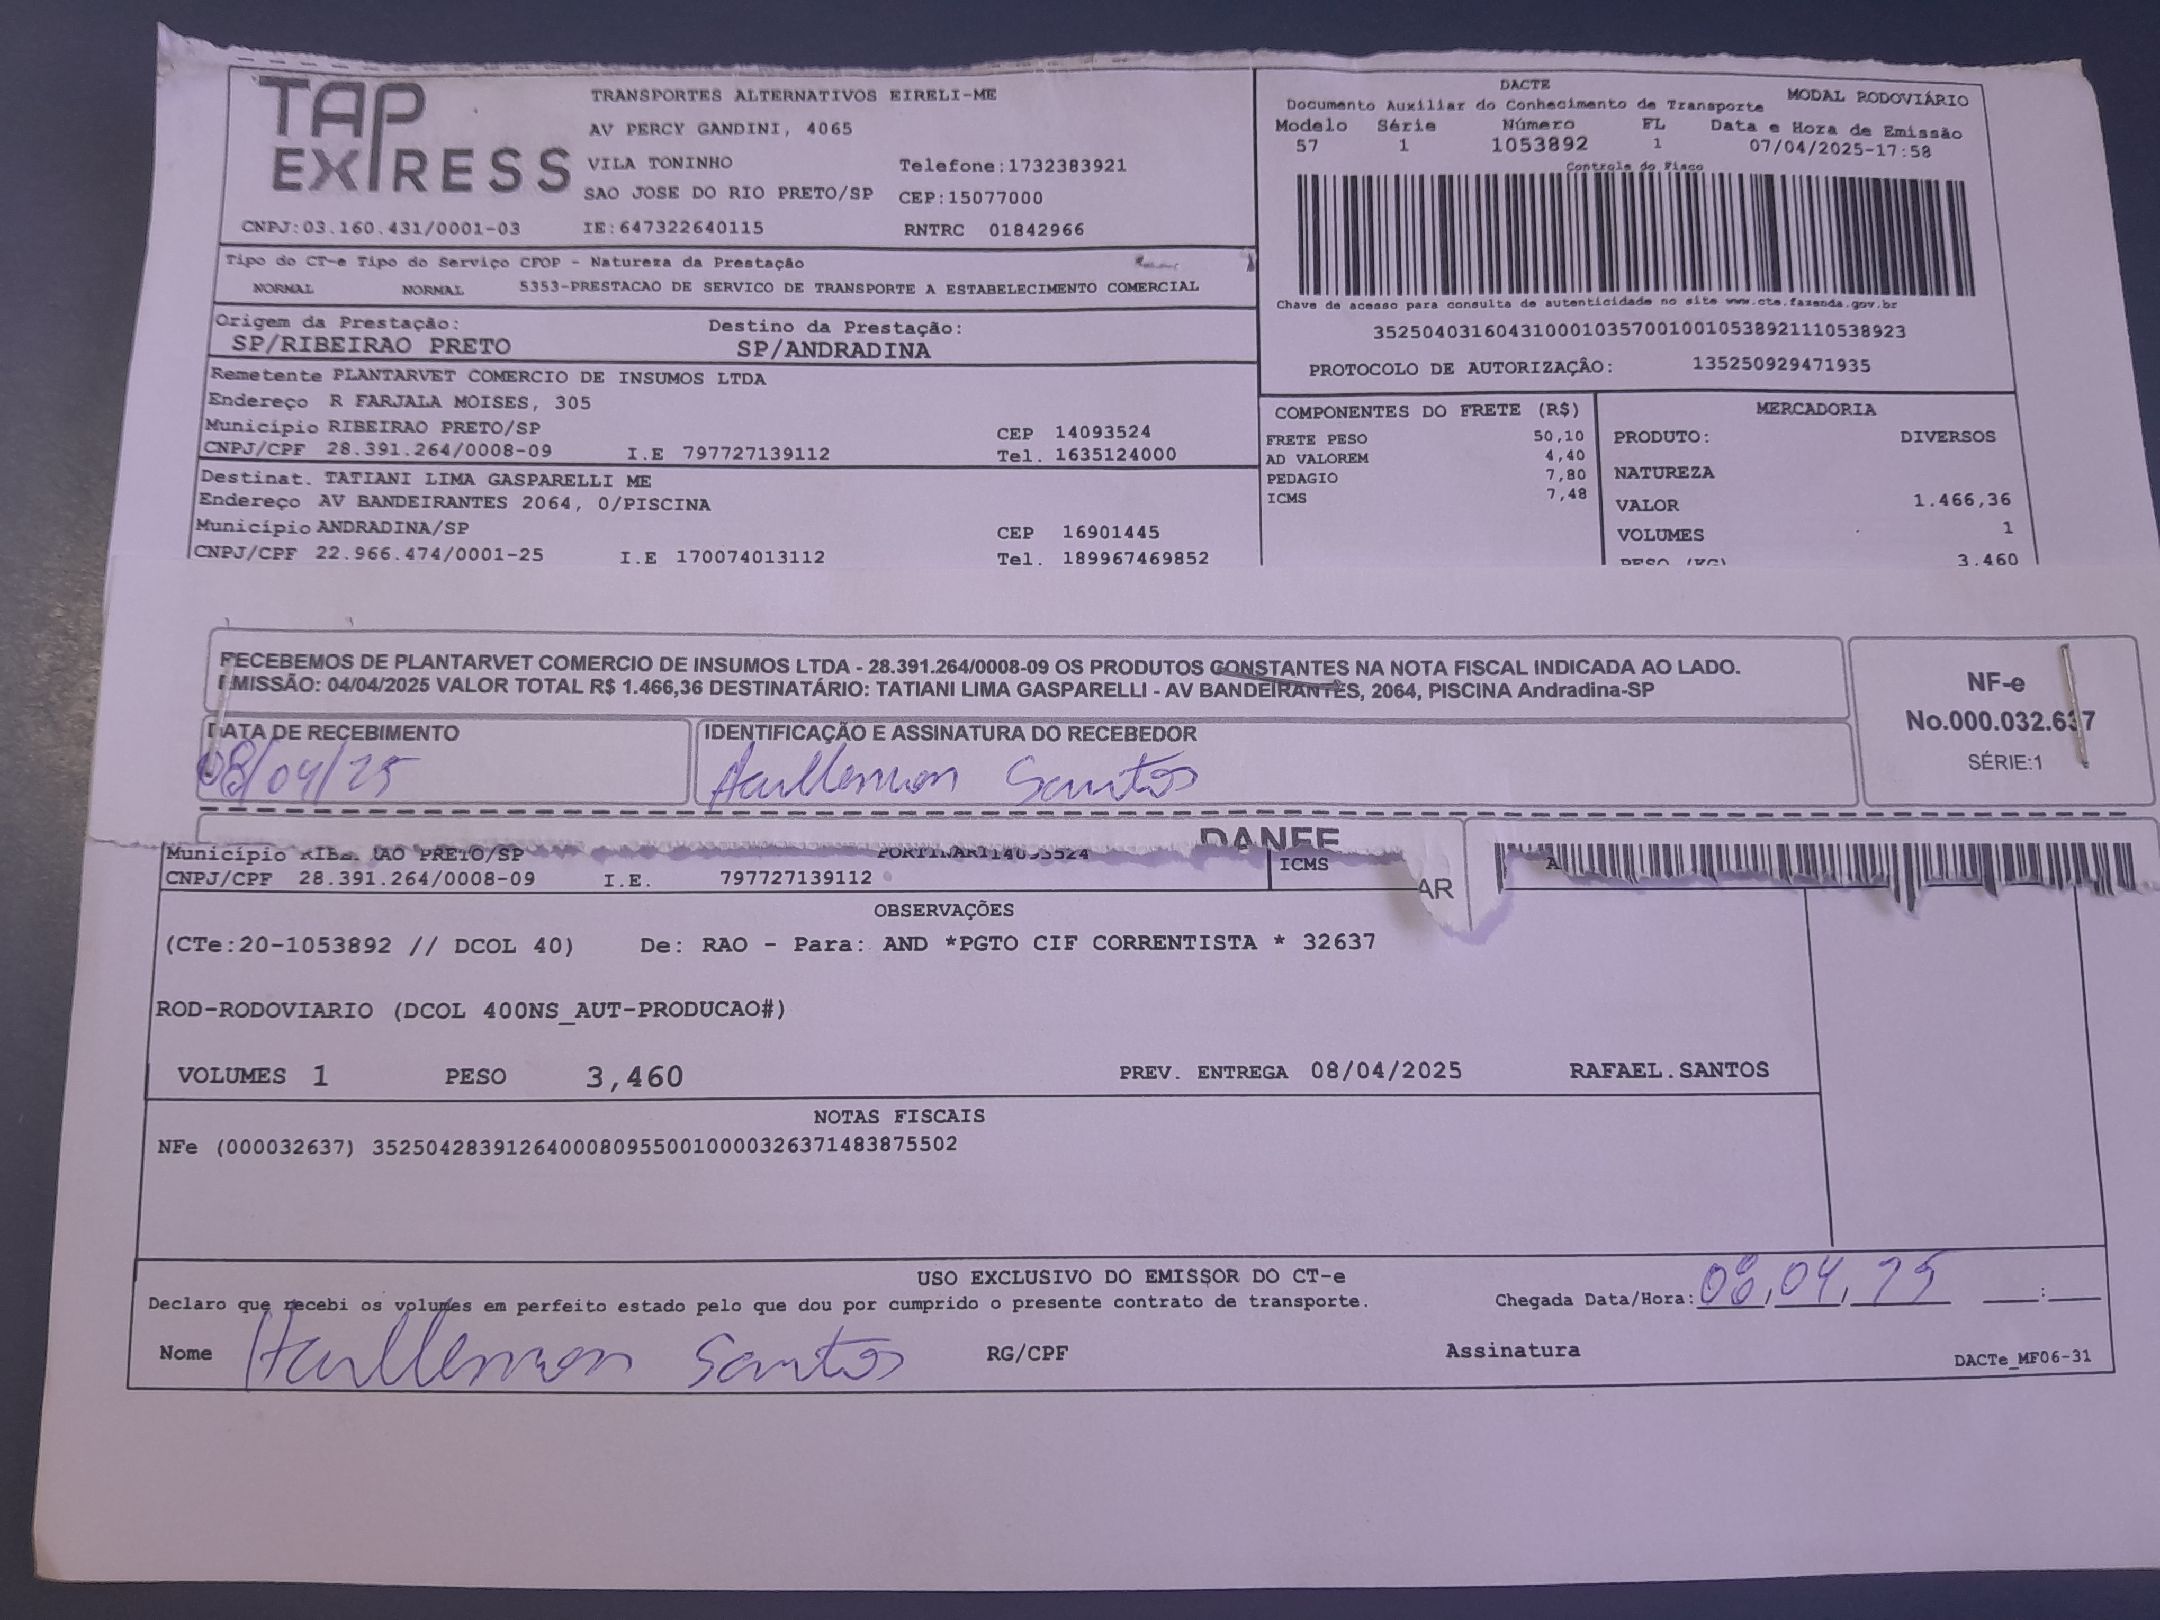 TAP EXPRESS
TRANSPORTES ALTERNATIVOS EIRELI-ME
AV PERCY GANDINI, 4065
VILA TONINHO Telefone:1732383921
SAO JOSE DO RIO PRETO/SP CEP:15077000
CNPJ:03.160.431/0001-03 IE:647322640115 RNTRC 01842966
DACTE
Documento Auxiliar do Conhecimento de Transporte MODAL RODOVIÁRIO
Modelo Série Número FL Data e Hora de Emissão
57 1 1053892 1 07/04/2025-17:58
Controle do Fisco
Chave de acesso para consulta de autenticidade no site www.cte.fazenda.gov.br
35250403160431000103570010010538921110538923
PROTOCOLO DE AUTORIZAÇÂO: 135250929471935
Tipo do CT-e Tipo do Serviço CFOP - Natureza da Prestação
NORMAL NORMAL 5353-PRESTACAO DE SERVICO DE TRANSPORTE A ESTABELECIMENTO COMERCIAL
Origem da Prestação: Destino da Prestação:
SP/RIBEIRAO PRETO SP/ANDRADINA
Remetente PLANTARVET COMERCIO DE INSUMOS LTDA
Endereço R FARJALA MOISES, 305
Município RIBEIRAO PRETO/SP CEP 14093524
CNPJ/CPF 28.391.264/0008-09 I.E 797727139112 Tel. 1635124000
Destinat. TATIANI LIMA GASPARELLI ME
Endereço AV BANDEIRANTES 2064, 0/PISCINA
Município ANDRADINA/SP CEP 16901445
CNPJ/CPF 22.966.474/0001-25 I.E 170074013112 Tel. 189967469852
COMPONENTES DO FRETE (R$)
FRETE PESO 50,10
AD VALOREM 4,40
PEDAGIO 7,80
ICMS 7,48
MERCADORIA
PRODUTO: DIVERSOS
NATUREZA
VALOR 1.466,36
VOLUMES 1
PESO (KG) 3.460
RECEBEMOS DE PLANTARVET COMERCIO DE INSUMOS LTDA - 28.391.264/0008-09 OS PRODUTOS CONSTANTES NA NOTA FISCAL INDICADA AO LADO.
EMISSÃO: 04/04/2025 VALOR TOTAL R$ 1.466,36 DESTINATÁRIO: TATIANI LIMA GASPARELLI - AV BANDEIRANTES, 2064, PISCINA Andradina-SP
DATA DE RECEBIMENTO IDENTIFICAÇÃO E ASSINATURA DO RECEBEDOR
08/04/25 Santos
NF-e
No.000.032.637
SÉRIE:1
DANFE
Município PRETO/SP
CNPJ/CPF 28.391.264/0008-09 I.E. 797727139112 ICMS
AR
OBSERVAÇÕES
(CTe:20-1053892 // DCOL 40) De: RAO - Para: AND *PGTO CIF CORRENTISTA * 32637
ROD-RODOVIARIO (DCOL 400NS_AUT-PRODUCAO#)
VOLUMES 1 PESO 3,460 PREV. ENTREGA 08/04/2025 RAFAEL.SANTOS
NOTAS FISCAIS
NFe (000032637) 35250428391264000809550010000326371483875502
USO EXCLUSIVO DO EMISSOR DO CT-e
Declaro que recebi os volumes em perfeito estado pelo que dou por cumprido o presente contrato de transporte. Chegada Data/Hora: 08,04,25 __:__
Nome Santos RG/CPF Assinatura DACTe_MF06-31